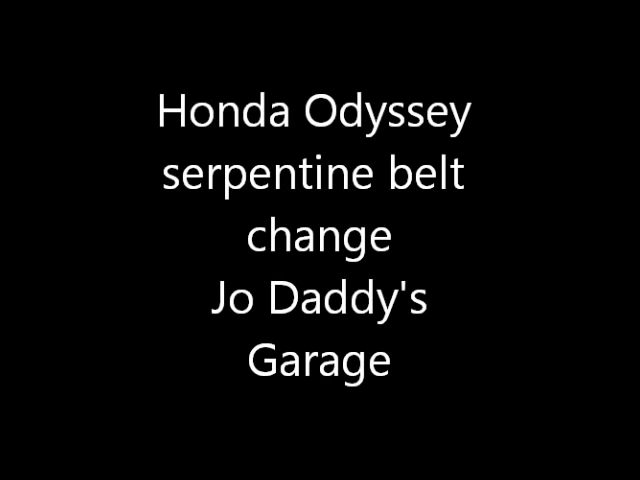 Honda Odyssey
serpentine belt
change
Jo Daddy's
Garage